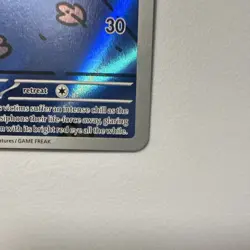 30
retreat
victims suffer an intense chill as the
siphons their life-force away, glaring
m with its bright red eye all the while.
atures / GAME FREAK